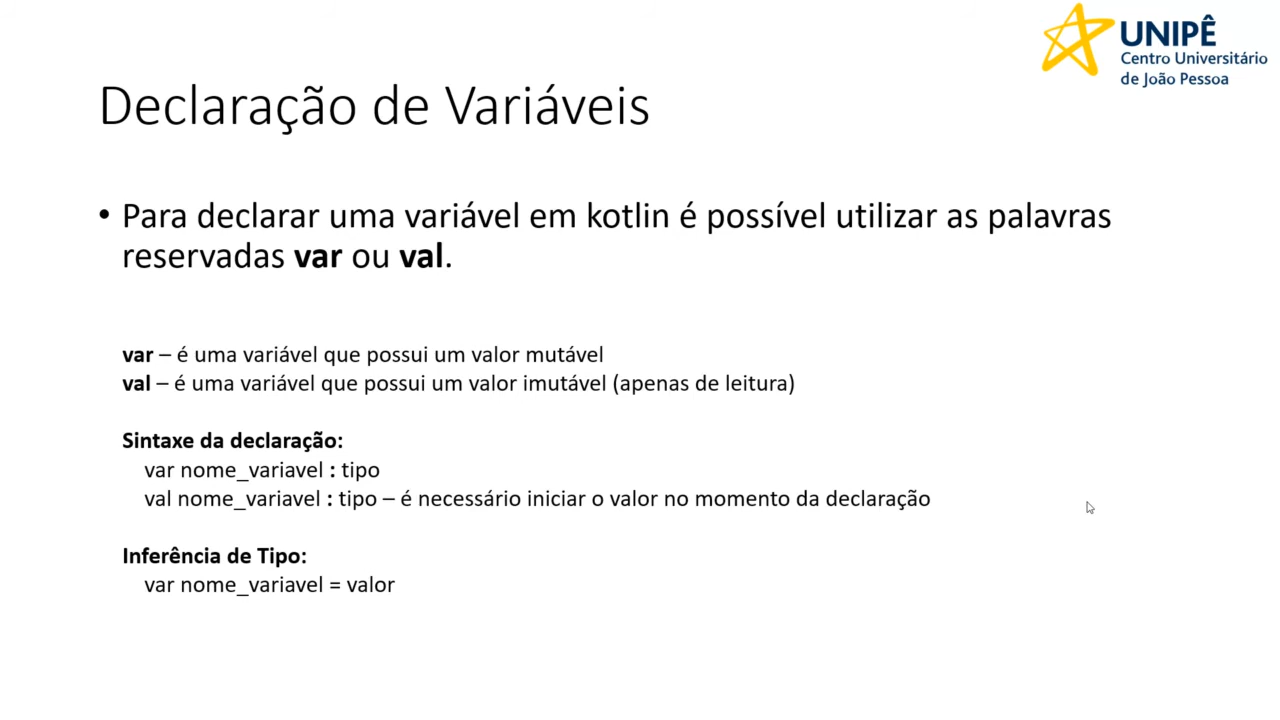 UNIPÊ
Centro Universitário
de João Pessoa
Declaração de Variáveis
• Para declarar uma variável em kotlin é possível utilizar as palavras
reservadas var ou val.
var – é uma variável que possui um valor mutável
val – é uma variável que possui um valor imutável (apenas de leitura)
Sintaxe da declaração:
var nome_variavel : tipo
val nome_variavel : tipo – é necessário iniciar o valor no momento da declaração
Inferência de Tipo:
var nome_variavel = valor